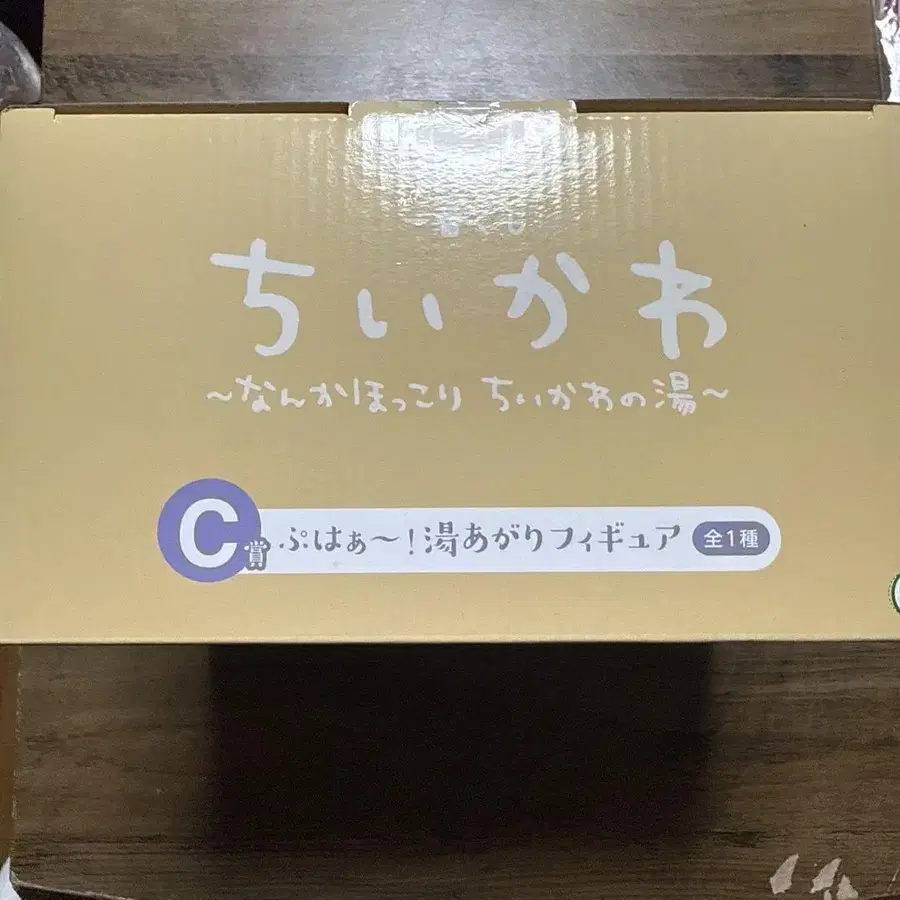 ちいかわ
～なんかほっこり ちいかわの湯～
C賞 ぷはぁ～！湯あがりフィギュア 全1種